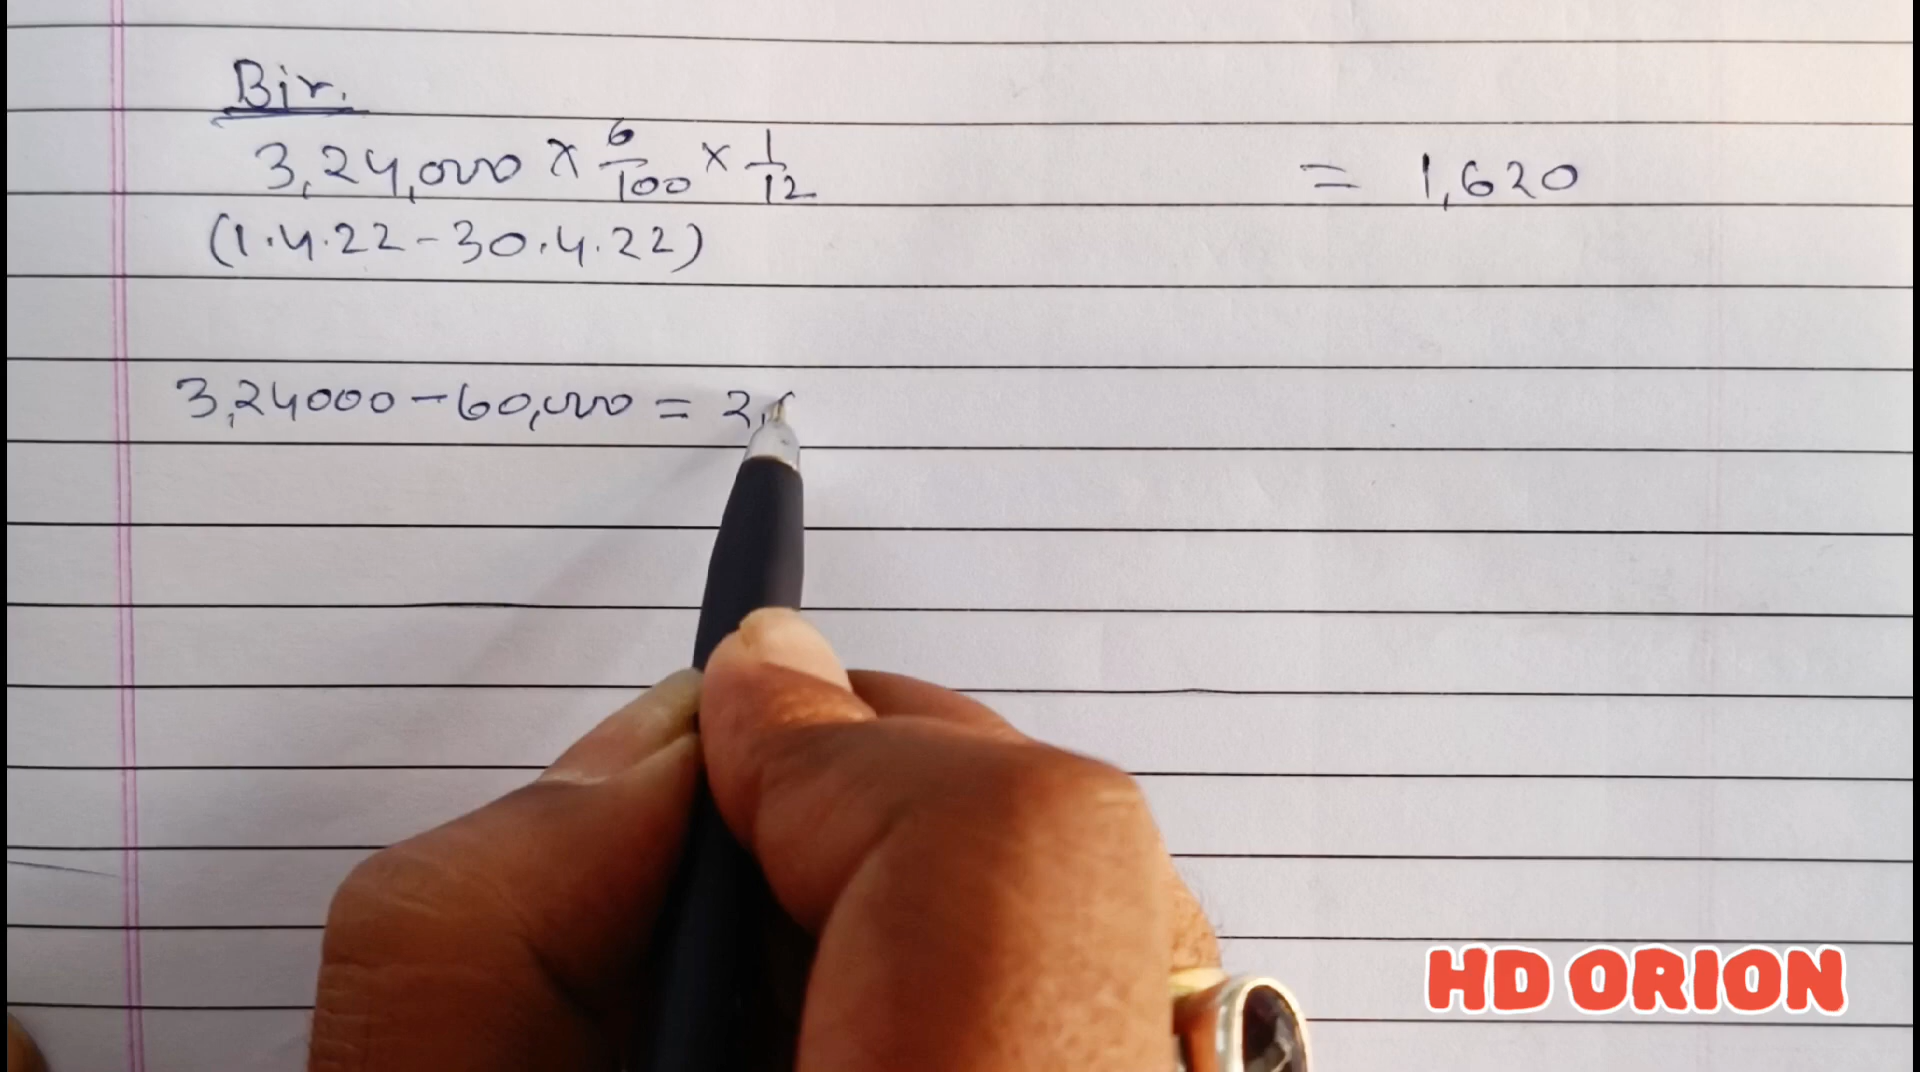 Bir.
3,24,000 × 6/100 × 1/12 = 1,620
(1.4.22-30.4.22)
3,24000-60,000 = 2,
HD ORION